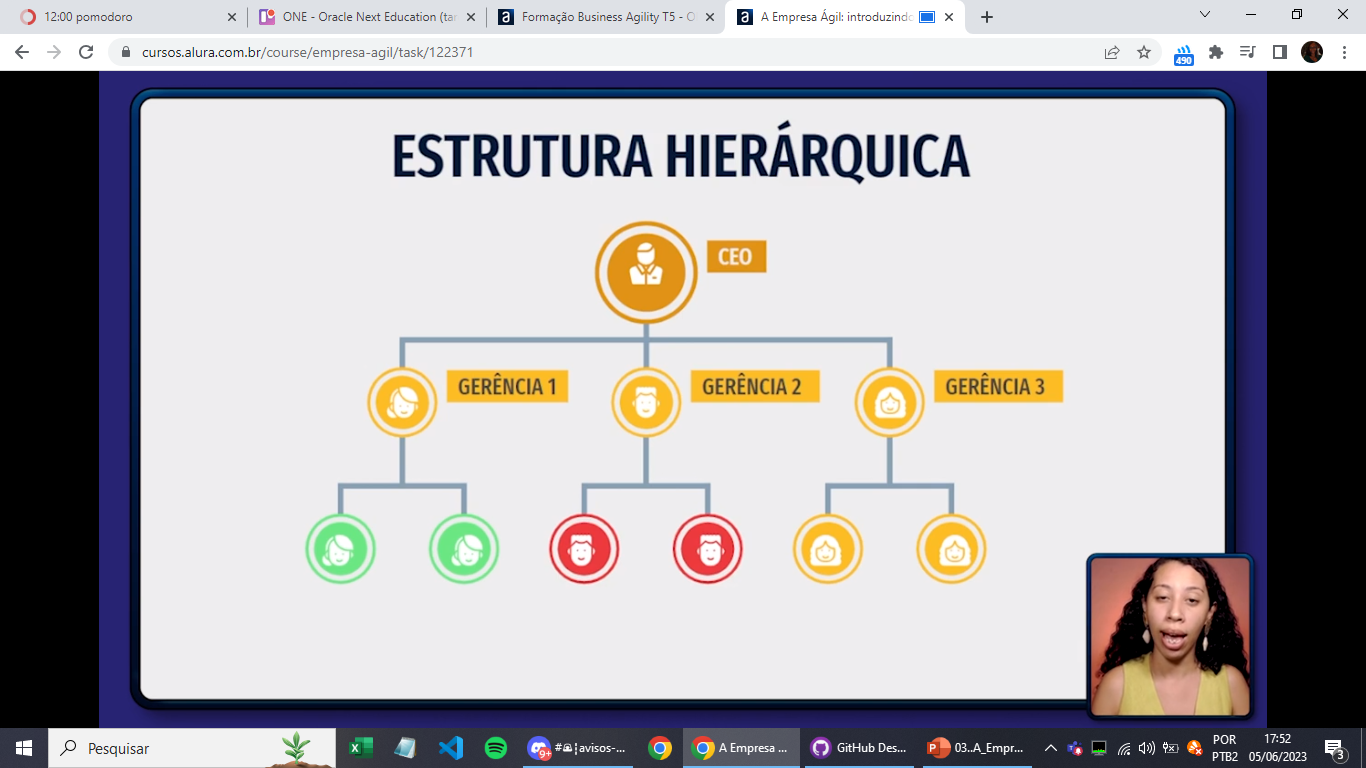 12:00 pomodoro
ONE - Oracle Next Education (tar
Formação Business Agility T5 - O
A Empresa Ágil: introduzindo
cursos.alura.com.br/course/empresa-agil/task/122371
490
ESTRUTURA HIERÁRQUICA
CEO
GERÊNCIA 1
GERÊNCIA 2
GERÊNCIA 3
Pesquisar
9+
#🕭¦avisos-...
A Empresa ...
GitHub Des...
03..A_Empr...
POR
PTB2
17:52
05/06/2023
3